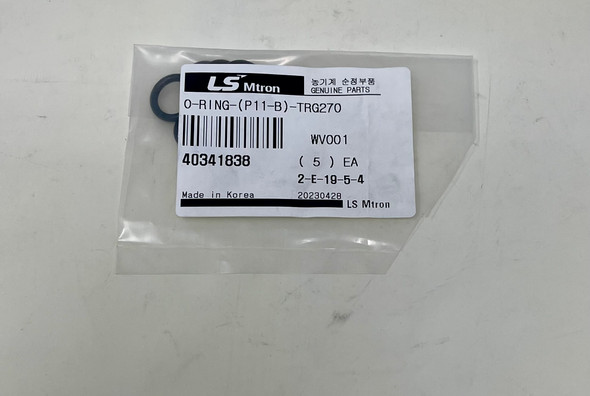 LS Mtron 농기계 순정부품
GENUINE PARTS
O-RING-(P11-B)-TRG270
WV001
40341838 ( 5 ) EA
2-E-19-5-4
Made in Korea 20230428
LS Mtron